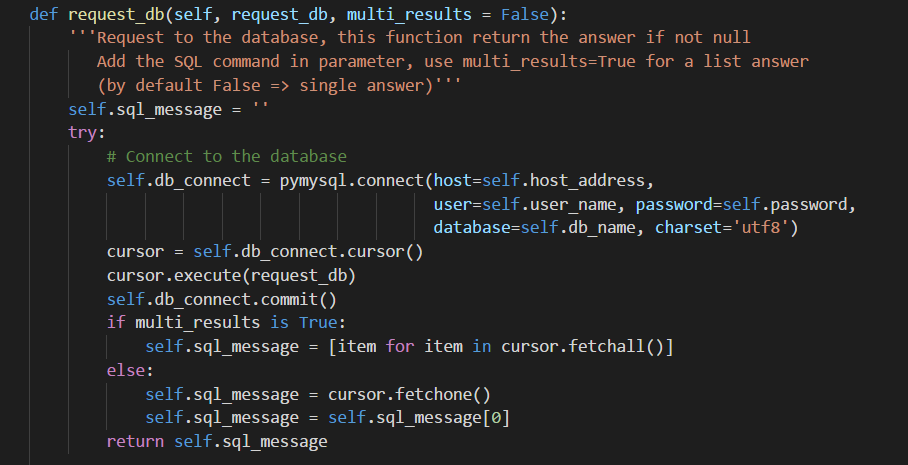 def request_db(self, request_db, multi_results = False):
    '''Request to the database, this function return the answer if not null
       Add the SQL command in parameter, use multi_results=True for a list answer
       (by default False => single answer)'''
    self.sql_message = ''
    try:
        # Connect to the database
        self.db_connect = pymysql.connect(host=self.host_address,
                                          user=self.user_name, password=self.password,
                                          database=self.db_name, charset='utf8')
        cursor = self.db_connect.cursor()
        cursor.execute(request_db)
        self.db_connect.commit()
        if multi_results is True:
            self.sql_message = [item for item in cursor.fetchall()]
        else:
            self.sql_message = cursor.fetchone()
            self.sql_message = self.sql_message[0]
        return self.sql_message